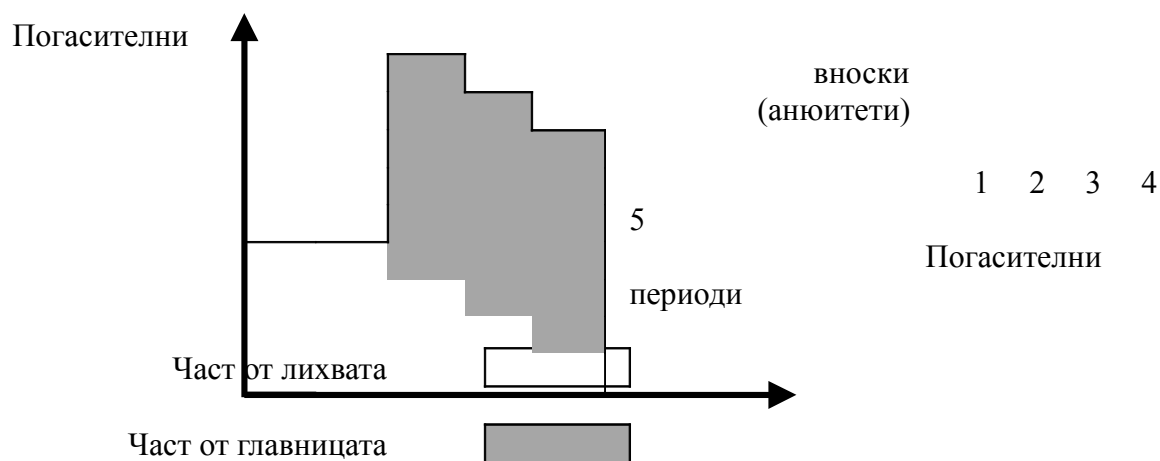 Погасителни
вноски
(анюитети)
1 2 3 4
5
Погасителни
периоди
Част от лихвата
Част от главницата